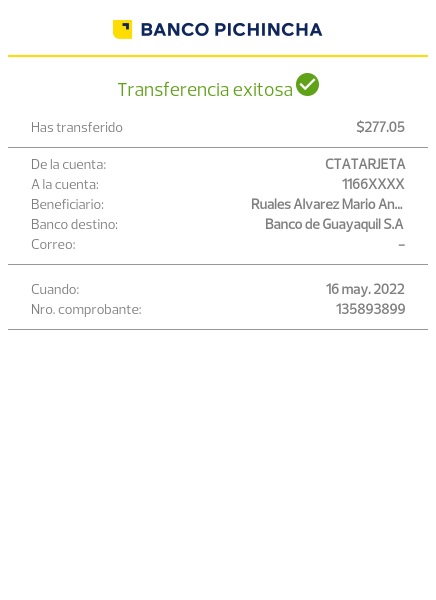 BANCO PICHINCHA
Transferencia exitosa
Has transferido $277.05
De la cuenta: CTATARJETA
A la cuenta: 1166XXXX
Beneficiario: Ruales Alvarez Mario An...
Banco destino: Banco de Guayaquil S.A
Correo: –
Cuando: 16 may. 2022
Nro. comprobante: 135893899